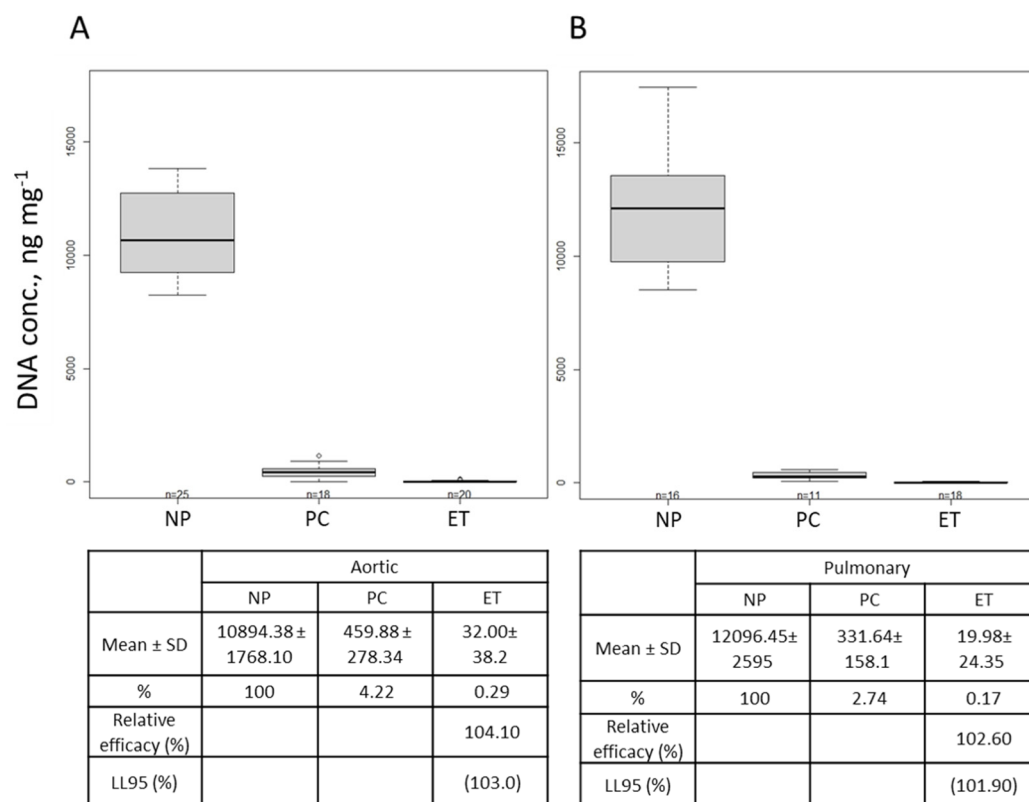 A
B
DNA conc., ng mg-1
15000
10000
5000
0
n=25
n=18
n=20
NP
PC
ET
15000
10000
5000
0
n=16
n=11
n=18
NP
PC
ET
Aortic
NP PC ET
Mean ± SD 10894.38± 1768.10 459.88± 278.34 32.00± 38.2
% 100 4.22 0.29
Relative efficacy (%) 104.10
LL95 (%) (103.0)
Pulmonary
NP PC ET
Mean ± SD 12096.45± 2595 331.64± 158.1 19.98± 24.35
% 100 2.74 0.17
Relative efficacy (%) 102.60
LL95 (%) (101.90)